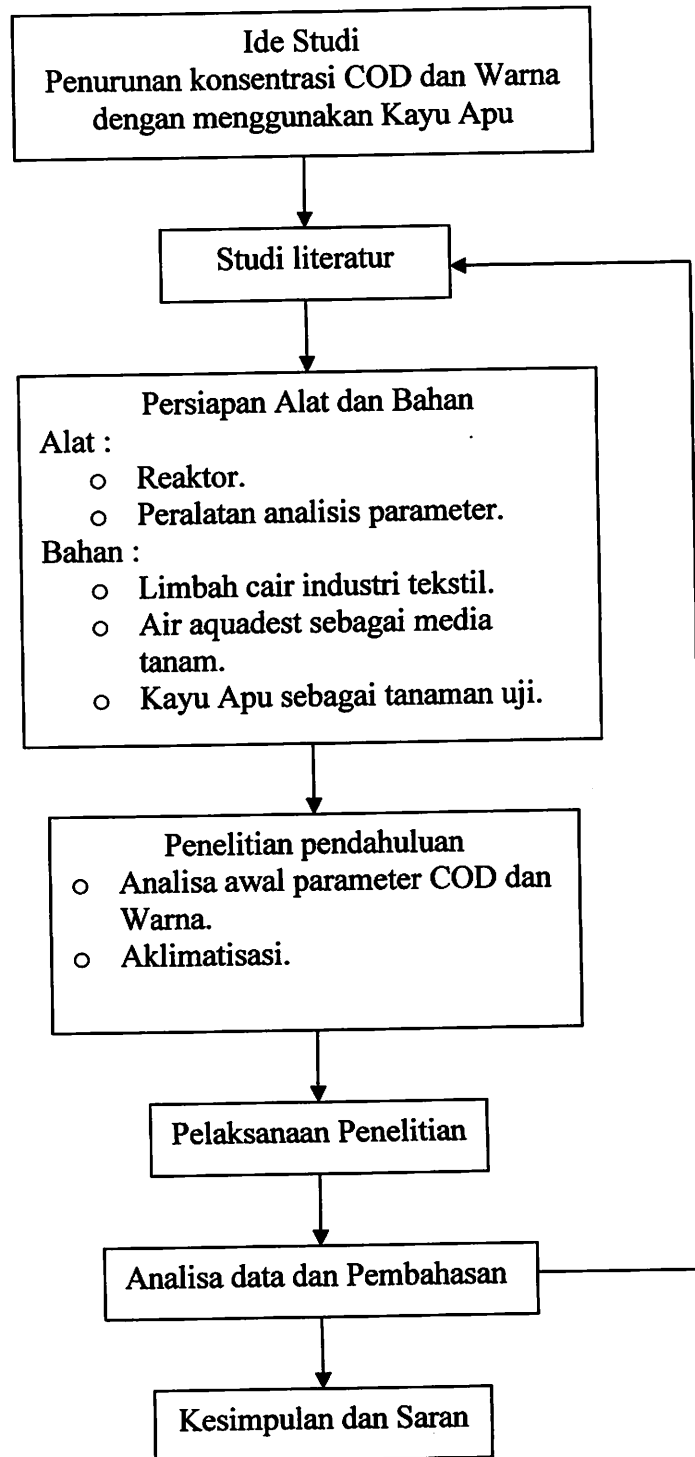 Ide Studi
Penurunan konsentrasi COD dan Warna
dengan menggunakan Kayu Apu
Studi literatur
Persiapan Alat dan Bahan
Alat :
o Reaktor.
o Peralatan analisis parameter.
Bahan :
o Limbah cair industri tekstil.
o Air aquadest sebagai media
tanam.
o Kayu Apu sebagai tanaman uji.
Penelitian pendahuluan
o Analisa awal parameter COD dan
Warna.
o Aklimatisasi.
Pelaksanaan Penelitian
Analisa data dan Pembahasan
Kesimpulan dan Saran